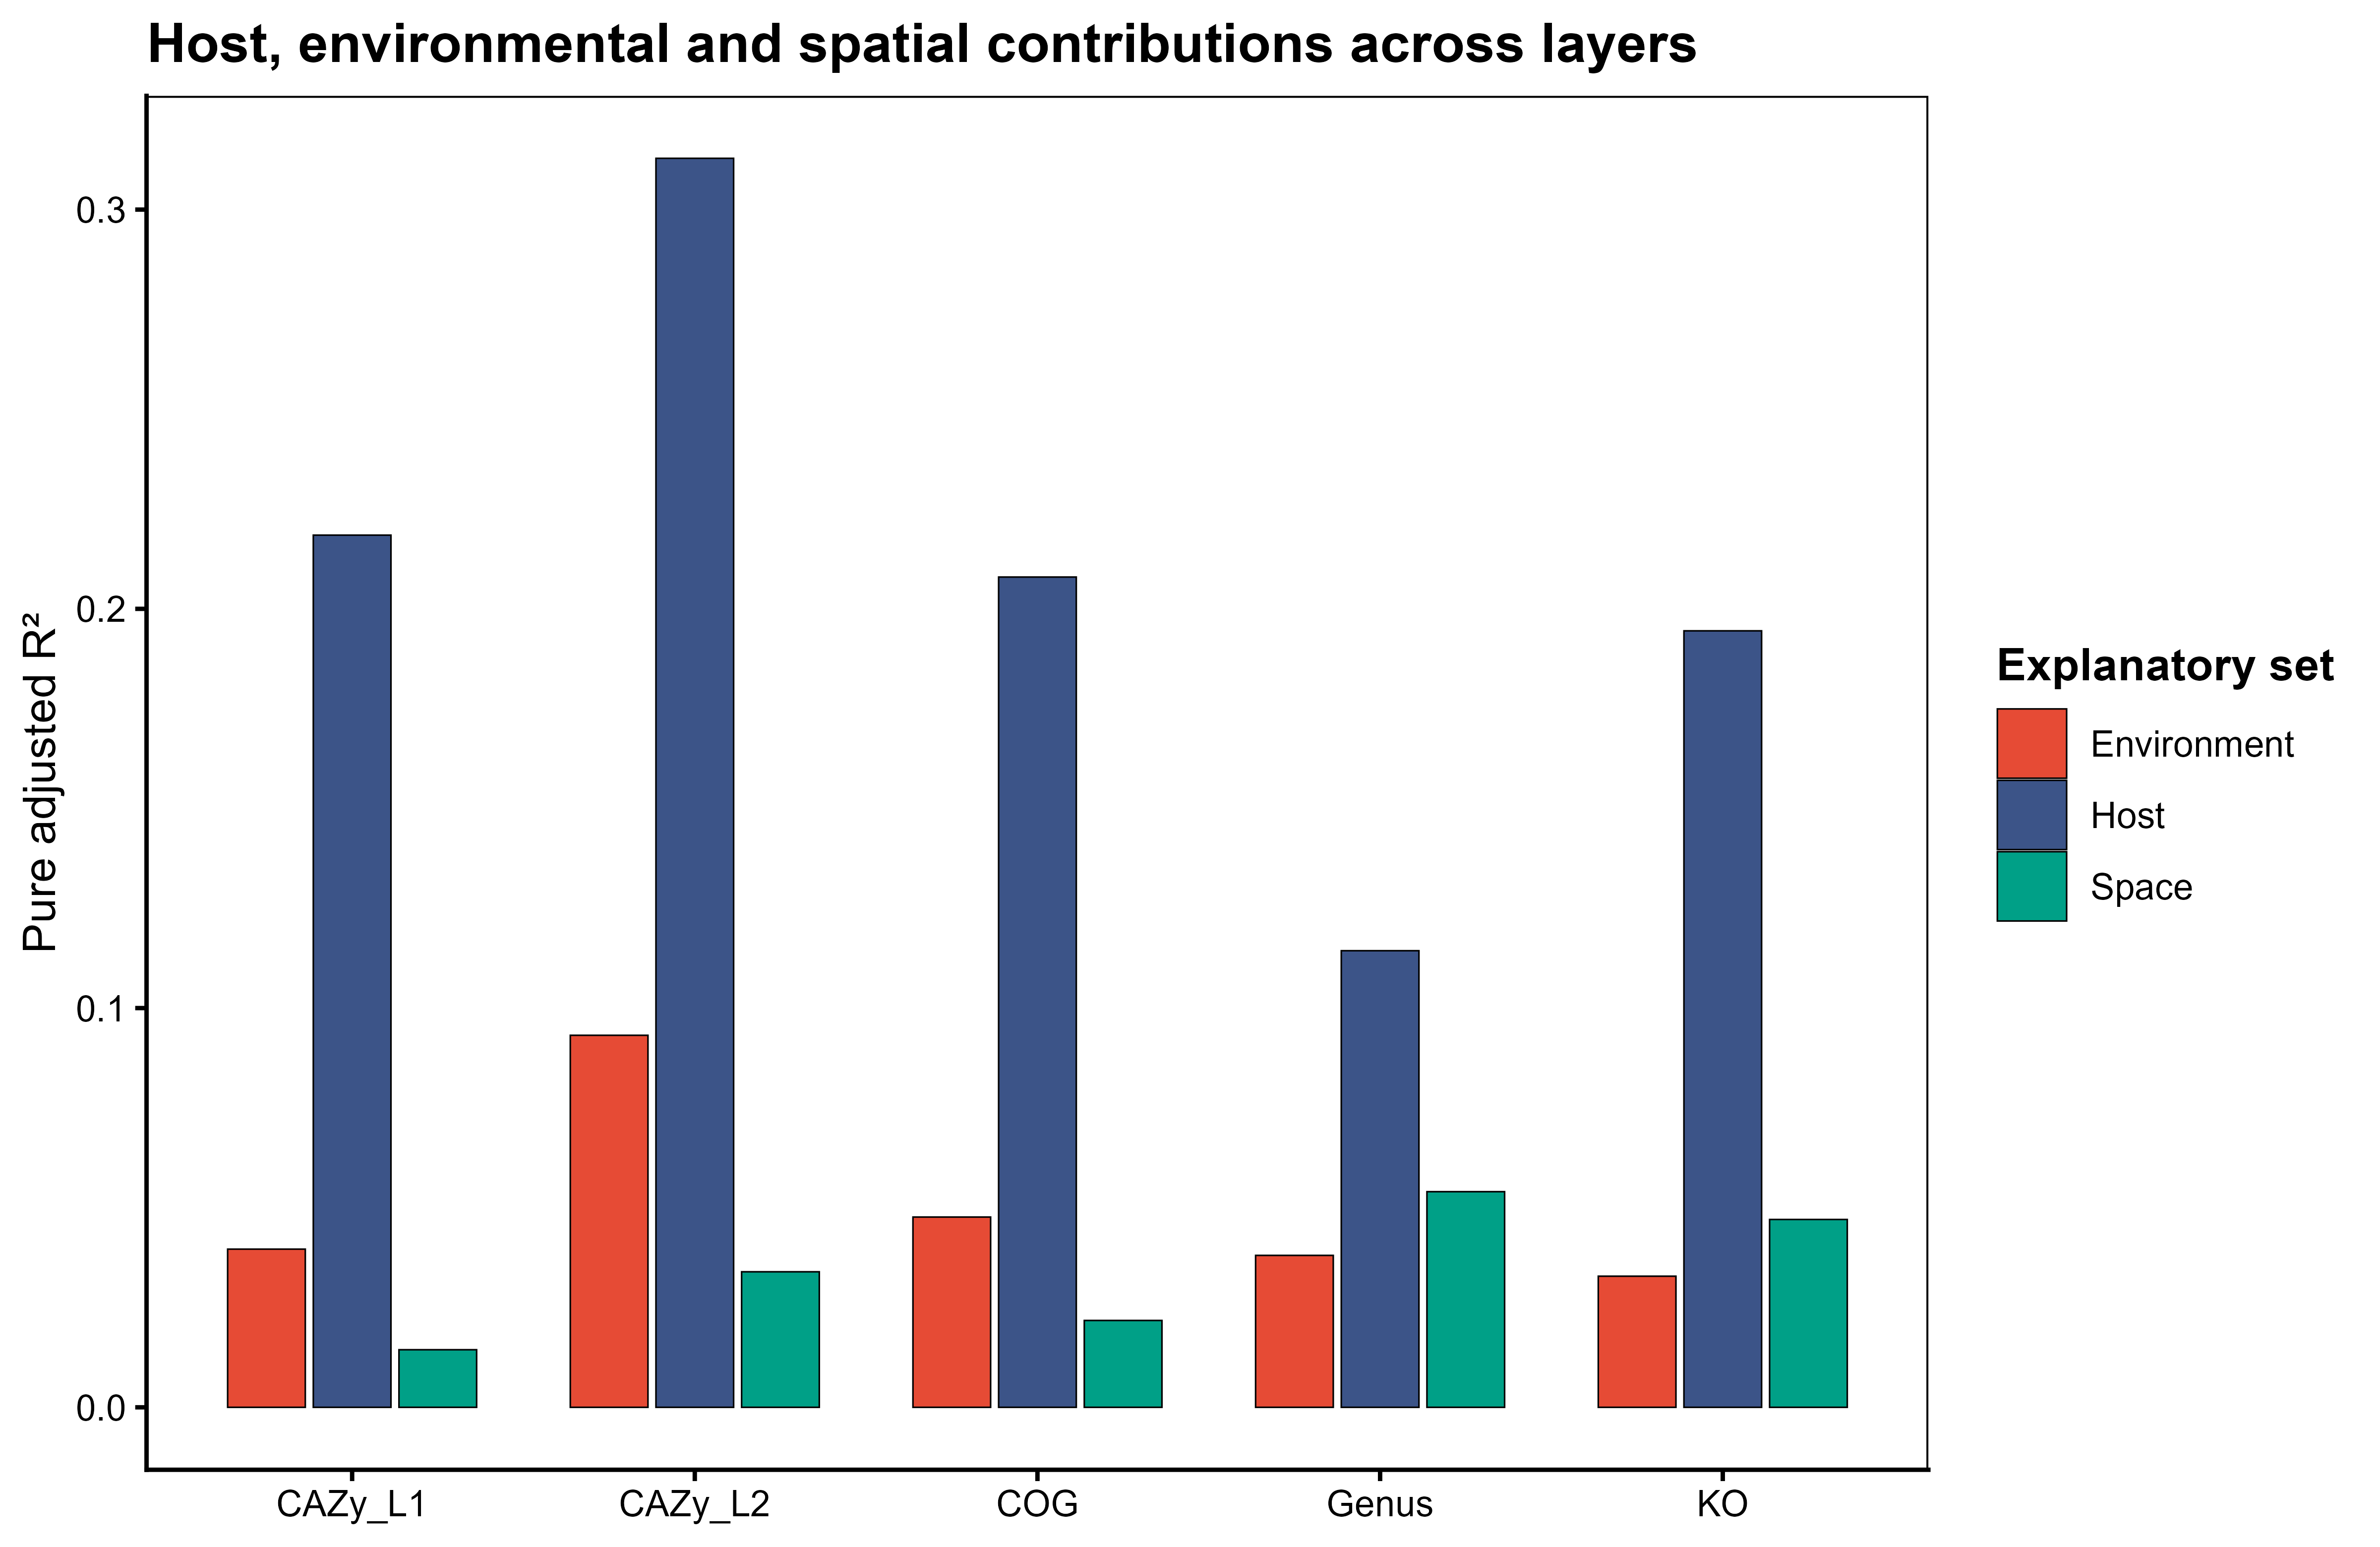 Host, environmental and spatial contributions across layers
Pure adjusted R²
0.3
0.2
0.1
0.0
CAZy_L1
CAZy_L2
COG
Genus
KO
Explanatory set
Environment
Host
Space